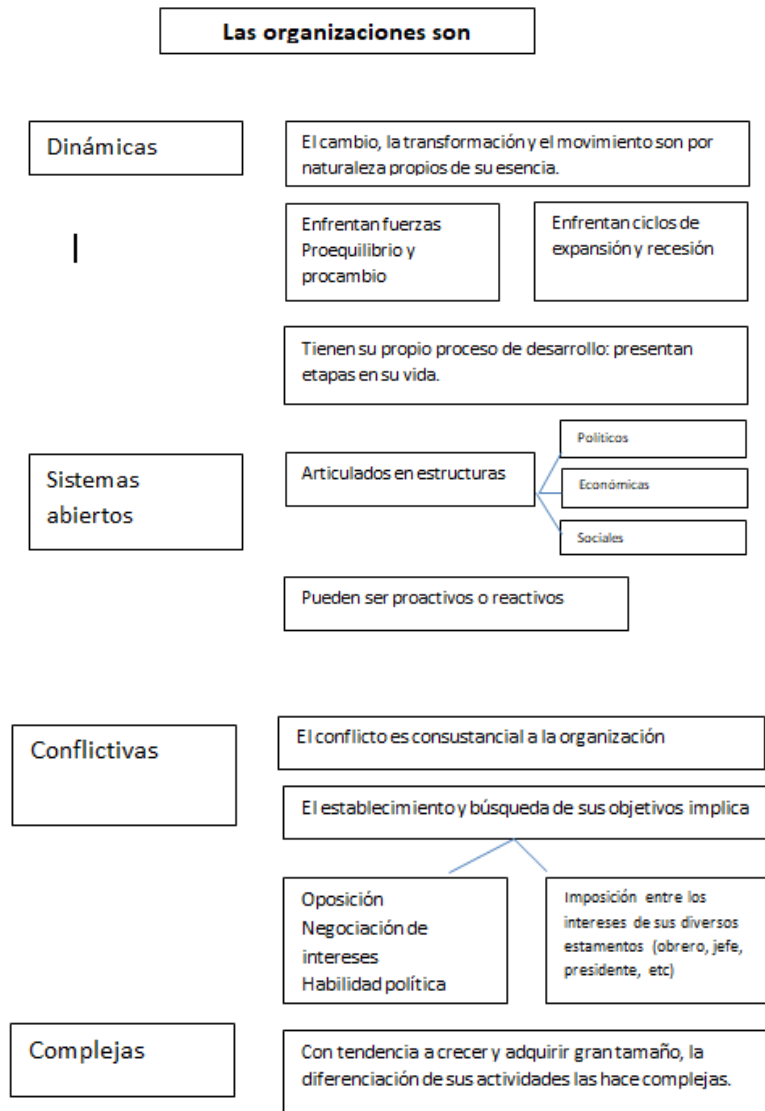 Las organizaciones son
Dinámicas
El cambio, la transformación y el movimiento son por
naturaleza propios de su esencia.
Enfrentan fuerzas
Proequilibrio y
procambio
Enfrentan ciclos de
expansión y recesión
Tienen su propio proceso de desarrollo: presentan
etapas en su vida.
Sistemas
abiertos
Articulados en estructuras
Políticos
Económicas
Sociales
Pueden ser proactivos o reactivos
Conflictivas
El conflicto es consustancial a la organización
El establecimiento y búsqueda de sus objetivos implica
Oposición
Negociación de
intereses
Habilidad política
Imposición entre los
intereses de sus diversos
estamentos (obrero, jefe,
presidente, etc)
Complejas
Con tendencia a crecer y adquirir gran tamaño, la
diferenciación de sus actividades las hace complejas.